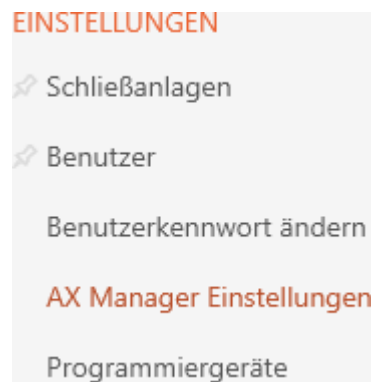 EINSTELLUNGEN
Schließanlagen
Benutzer
Benutzerkennwort ändern
AX Manager Einstellungen
Programmiergeräte